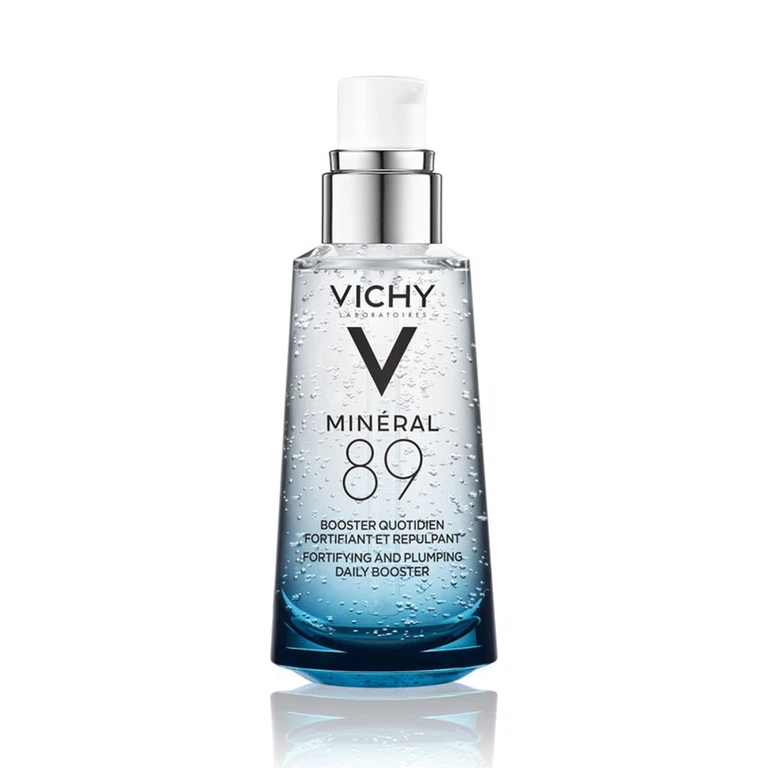 VICHY
LABORATOIRES
V
MINÉRAL
89
BOOSTER QUOTIDIEN
FORTIFIANT ET REPULPANT
FORTIFYING AND PLUMPING
DAILY BOOSTER